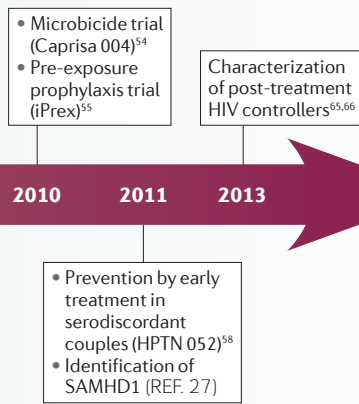 • Microbicide trial
(Caprisa 004)⁵⁴
• Pre-exposure
prophylaxis trial
(iPrex)⁵⁵
Characterization
of post-treatment
HIV controllers⁶⁵,⁶⁶
2010
2011
2013
• Prevention by early
treatment in
serodiscordant
couples (HPTN 052)⁵⁸
• Identification of
SAMHD1 (REF. 27)